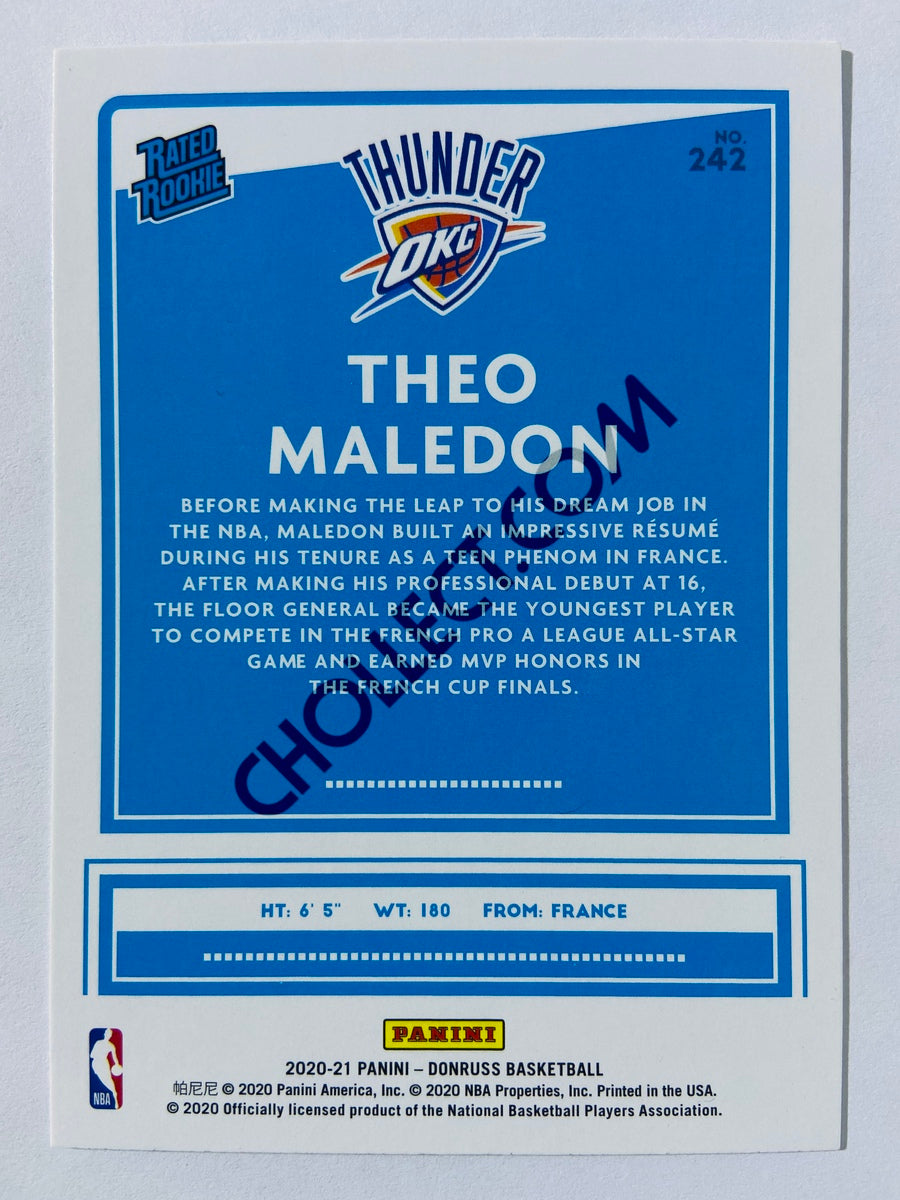 RATED
ROOKIE
THUNDER
OKC
NO.
242
THEO
MALEDON
BEFORE MAKING THE LEAP TO HIS DREAM JOB IN
THE NBA, MALEDON BUILT AN IMPRESSIVE RÉSUMÉ
DURING HIS TENURE AS A TEEN PHENOM IN FRANCE.
AFTER MAKING HIS PROFESSIONAL DEBUT AT 16,
THE FLOOR GENERAL BECAME THE YOUNGEST PLAYER
TO COMPETE IN THE FRENCH PRO A LEAGUE ALL-STAR
GAME AND EARNED MVP HONORS IN
THE FRENCH CUP FINALS.
CHOLLECT.COM
HT: 6' 5" WT: 180 FROM: FRANCE
PANINI
NBA
2020-21 PANINI – DONRUSS BASKETBALL
帕尼尼 © 2020 Panini America, Inc. © 2020 NBA Properties, Inc. Printed in the USA.
© 2020 Officially licensed product of the National Basketball Players Association.